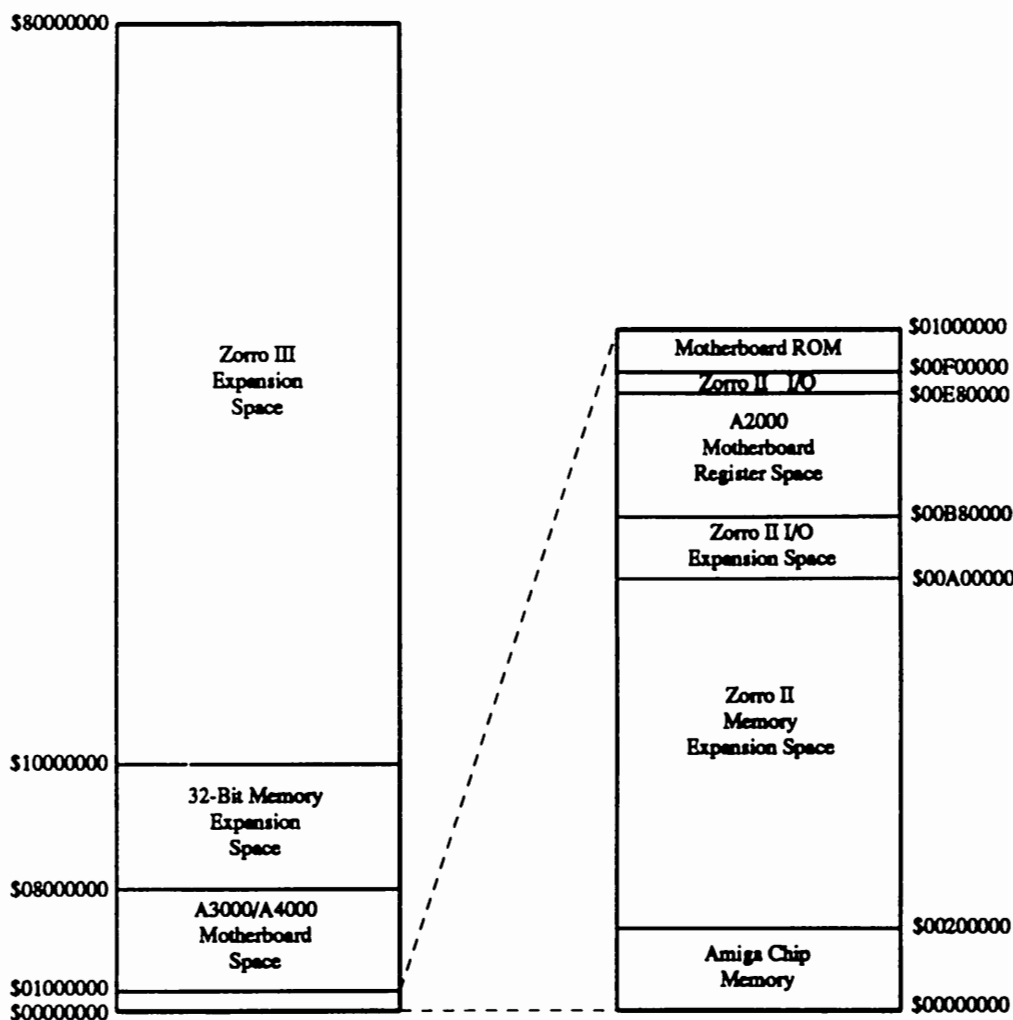 $80000000
Zorro III
Expansion
Space
$10000000
32-Bit Memory
Expansion
Space
$08000000
A3000/A4000
Motherboard
Space
$01000000
$00000000
$01000000
Motherboard ROM
$00F00000
Zorro II I/O
$00E80000
A2000
Motherboard
Register Space
$00B80000
Zorro II I/O
Expansion Space
$00A00000
Zorro II
Memory
Expansion Space
$00200000
Amiga Chip
Memory
$00000000